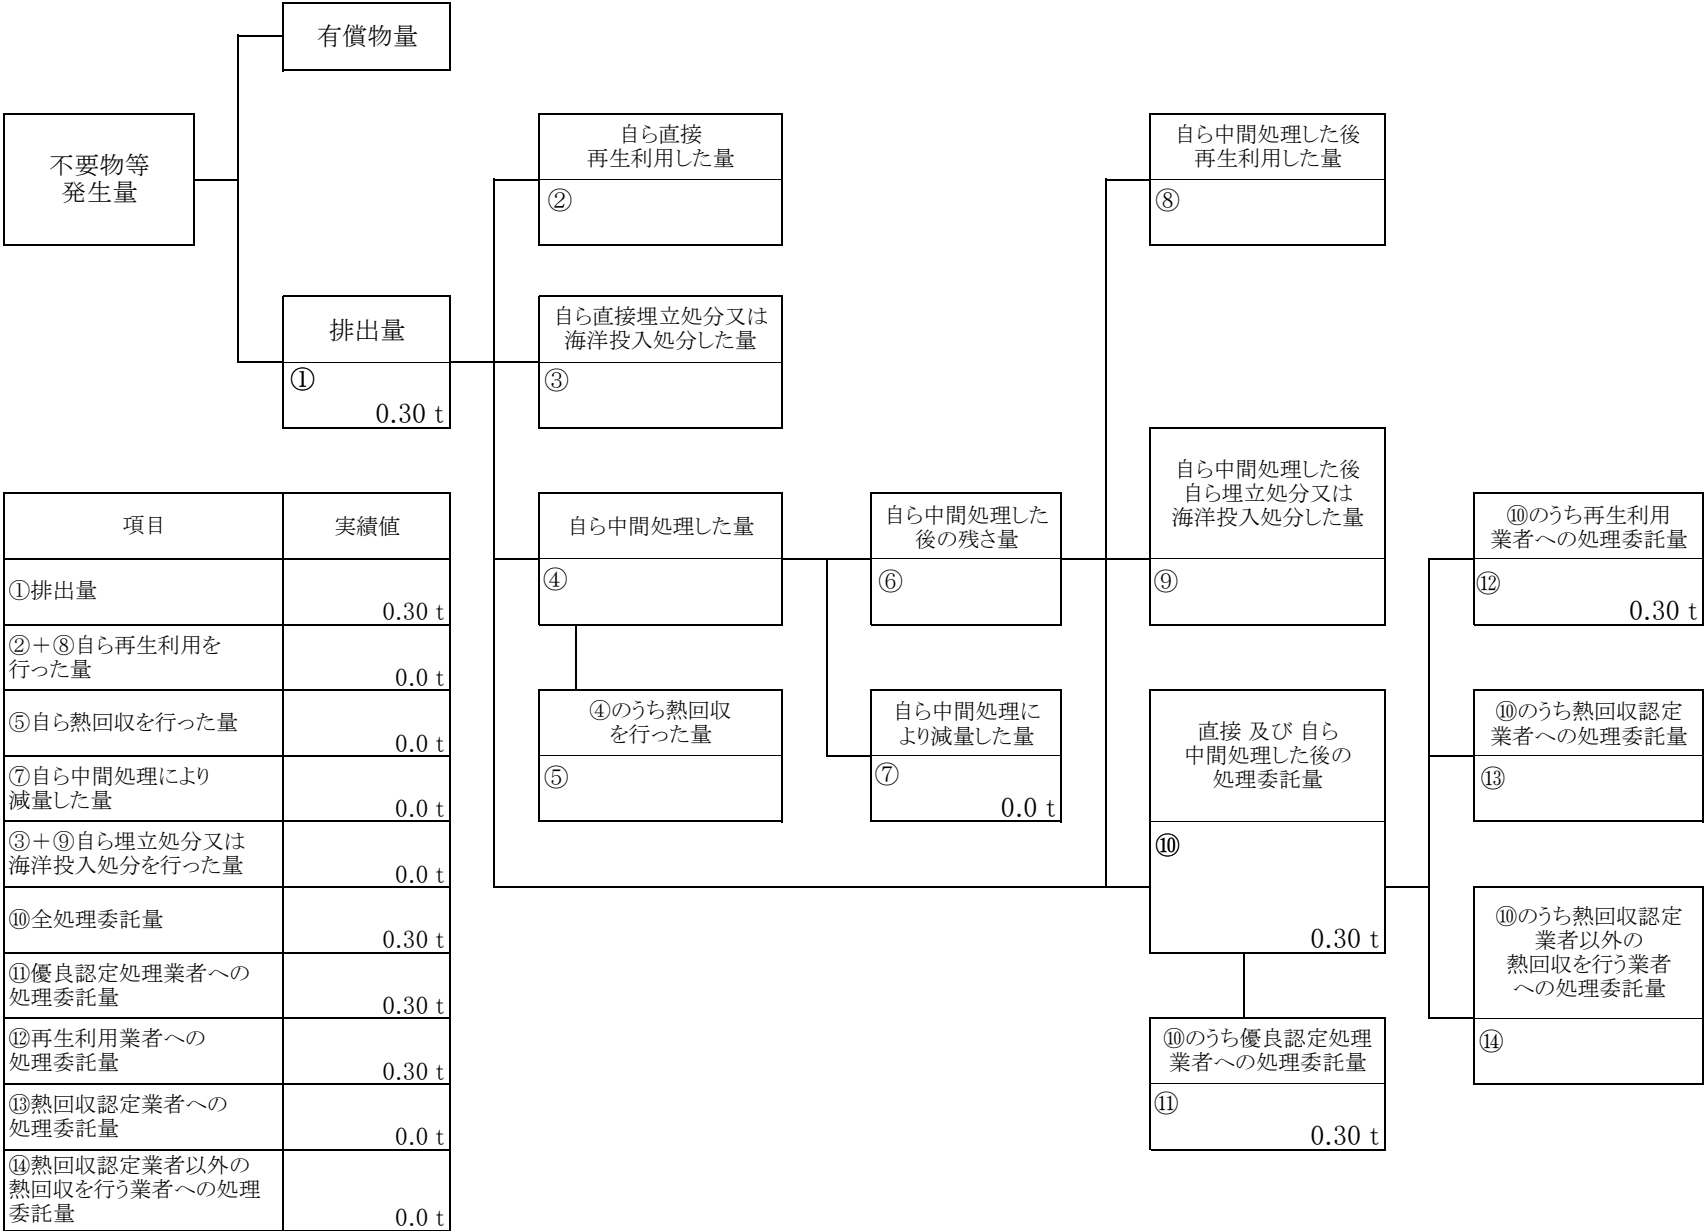 有償物量
不要物等
発生量
排出量
①
0.30 t
自ら直接
再生利用した量
②
自ら直接埋立処分又は
海洋投入処分した量
③
自ら中間処理した量
④
④のうち熱回収
を行った量
⑤
自ら中間処理した
後の残さ量
⑥
自ら中間処理に
より減量した量
⑦
0.0 t
自ら中間処理した後
再生利用した量
⑧
自ら中間処理した後
自ら埋立処分又は
海洋投入処分した量
⑨
直接 及び 自ら
中間処理した後の
処理委託量
⑩
0.30 t
⑩のうち優良認定処理
業者への処理委託量
⑪
0.30 t
⑩のうち再生利用
業者への処理委託量
⑫
0.30 t
⑩のうち熱回収認定
業者への処理委託量
⑬
⑩のうち熱回収認定
業者以外の
熱回収を行う業者
への処理委託量
⑭
項目 実績値
①排出量
0.30 t
②＋⑧自ら再生利用を
行った量
0.0 t
⑤自ら熱回収を行った量
0.0 t
⑦自ら中間処理により
減量した量
0.0 t
③＋⑨自ら埋立処分又は
海洋投入処分を行った量
0.0 t
⑩全処理委託量
0.30 t
⑪優良認定処理業者への
処理委託量
0.30 t
⑫再生利用業者への
処理委託量
0.30 t
⑬熱回収認定業者への
処理委託量
0.0 t
⑭熱回収認定業者以外の
熱回収を行う業者への処理
委託量
0.0 t